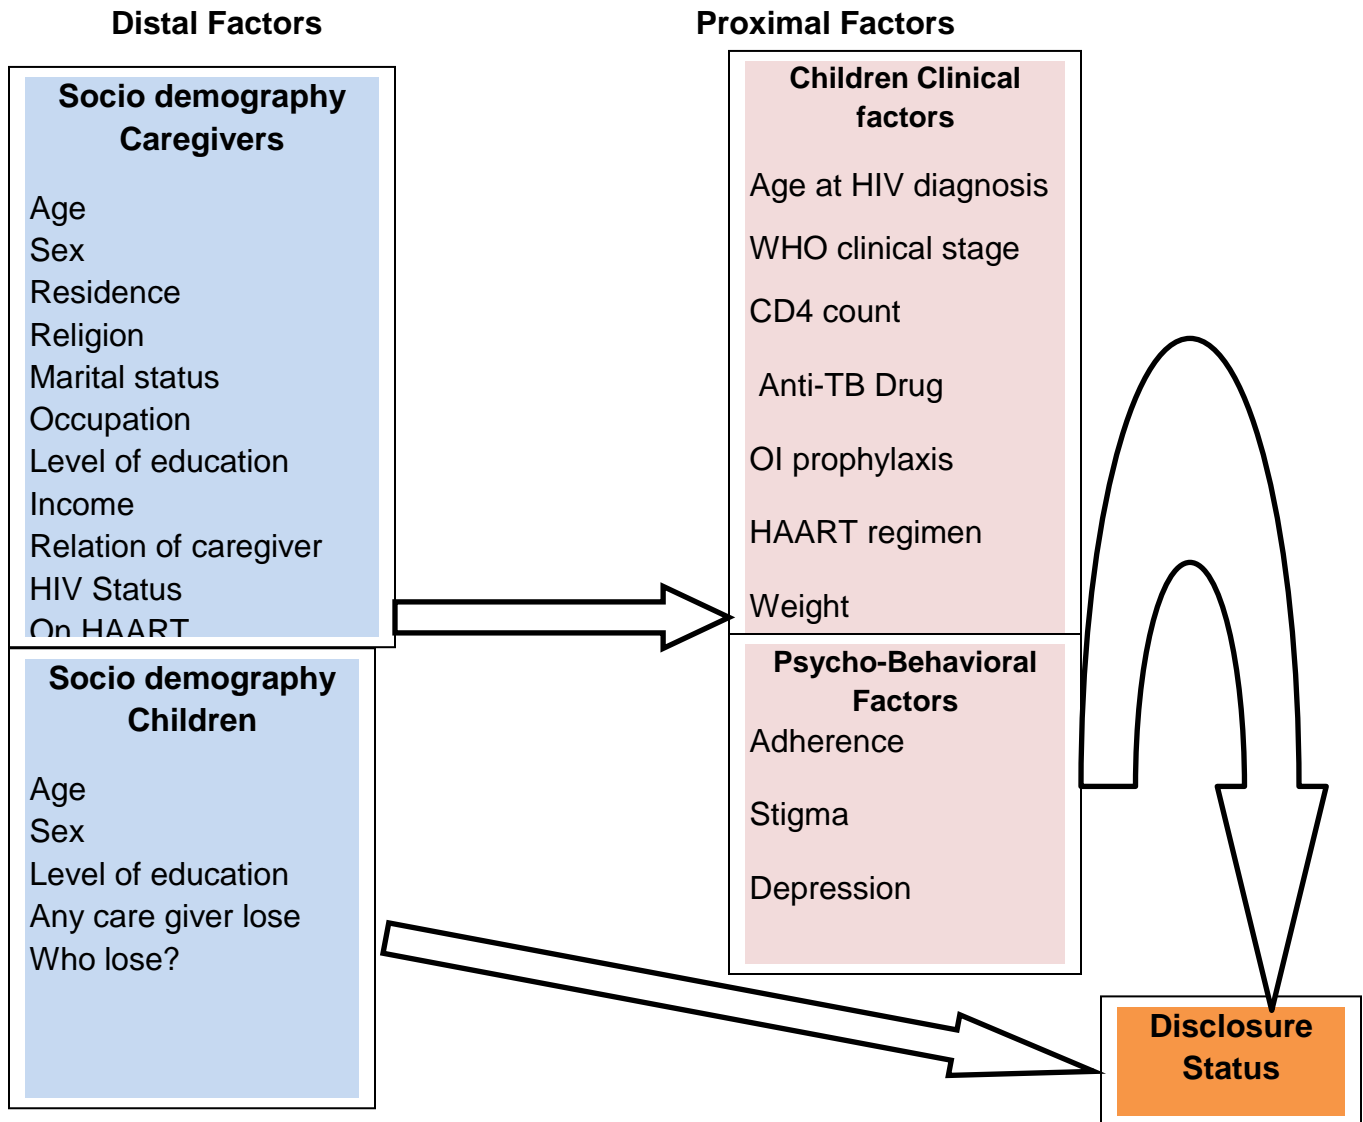 Distal Factors
Proximal Factors
Socio demography
Caregivers
Age
Sex
Residence
Religion
Marital status
Occupation
Level of education
Income
Relation of caregiver
HIV Status
On HAART
Socio demography
Children
Age
Sex
Level of education
Any care giver lose
Who lose?
Children Clinical
factors
Age at HIV diagnosis
WHO clinical stage
CD4 count
Anti-TB Drug
OI prophylaxis
HAART regimen
Weight
Psycho-Behavioral
Factors
Adherence
Stigma
Depression
Disclosure
Status